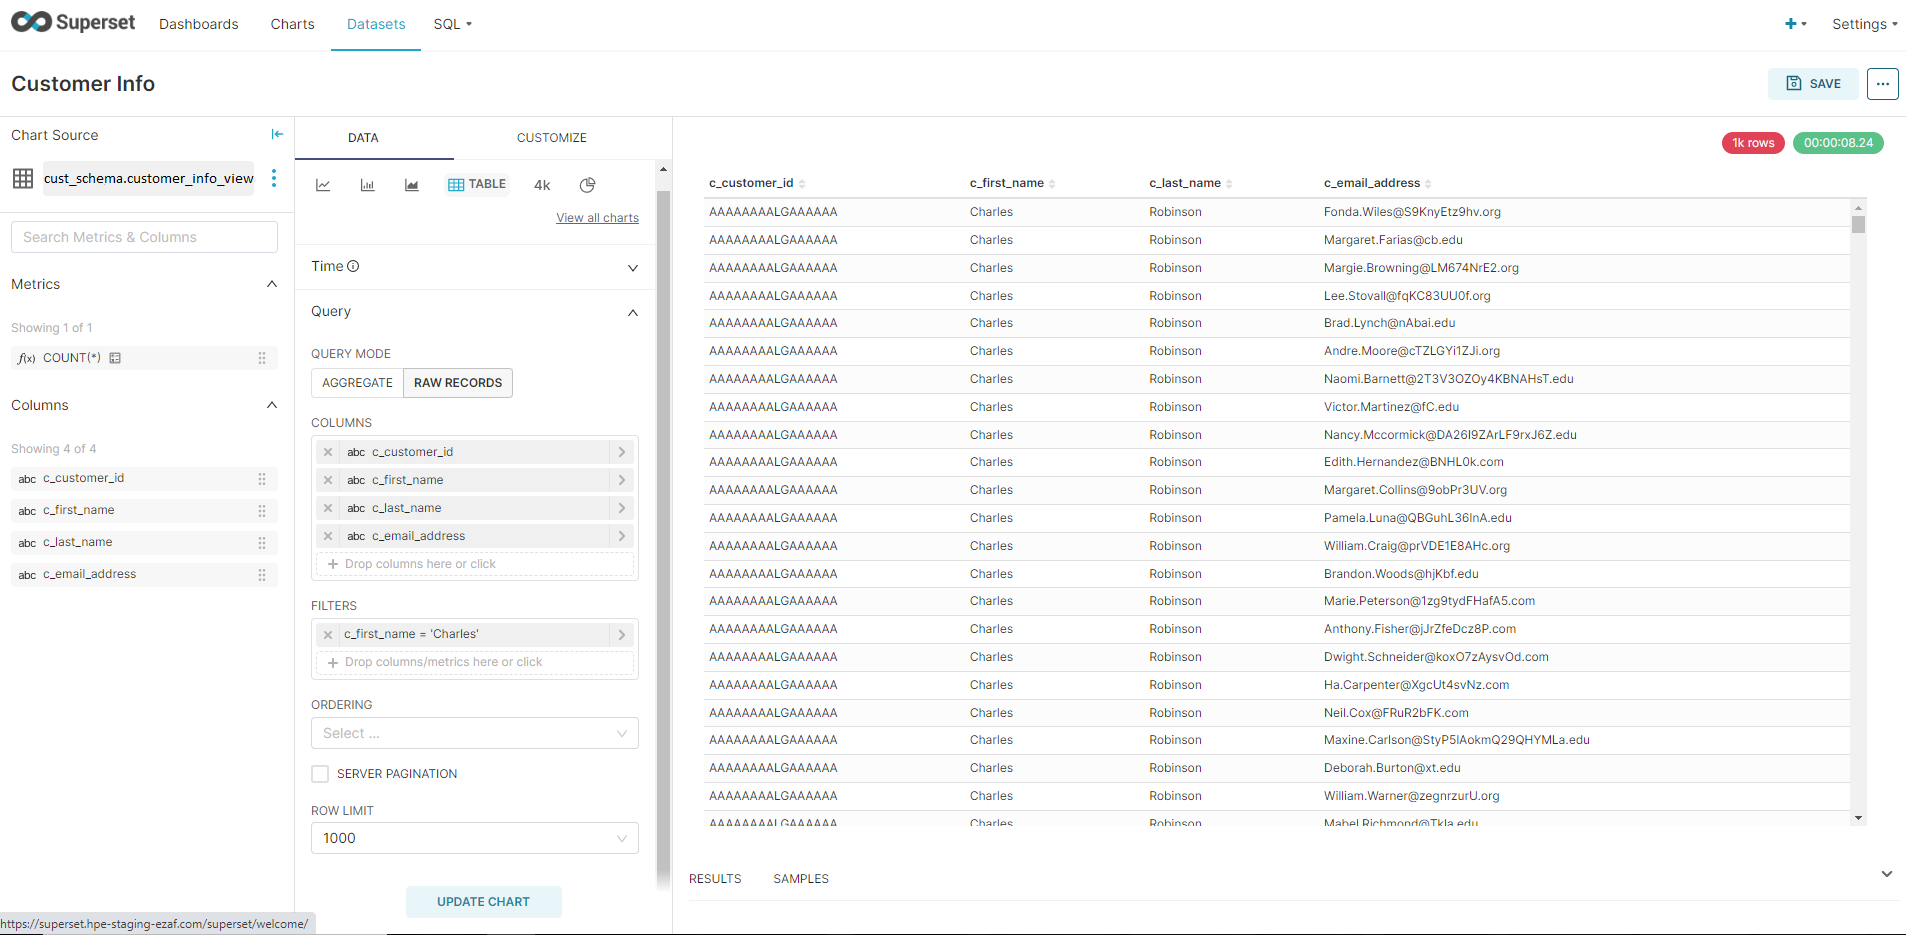 Superset Dashboards Charts Datasets SQL Settings
Customer Info
SAVE
Chart Source
cust_schema.customer_info_view
Search Metrics & Columns
Metrics
Showing 1 of 1
f(x) COUNT(*)
Columns
Showing 4 of 4
abc c_customer_id
abc c_first_name
abc c_last_name
abc c_email_address
DATA CUSTOMIZE
TABLE 4k
View all charts
Time
Query
QUERY MODE
AGGREGATE RAW RECORDS
COLUMNS
abc c_customer_id
abc c_first_name
abc c_last_name
abc c_email_address
+ Drop columns here or click
FILTERS
c_first_name = 'Charles'
+ Drop columns/metrics here or click
ORDERING
Select ...
SERVER PAGINATION
ROW LIMIT
1000
UPDATE CHART
1k rows 00:00:08.24
c_customer_id c_first_name c_last_name c_email_address
AAAAAAAALGAAAAAA Charles Robinson Fonda.Wiles@S9KnyEtz9hv.org
AAAAAAAALGAAAAAA Charles Robinson Margaret.Farias@cb.edu
AAAAAAAALGAAAAAA Charles Robinson Margie.Browning@LM674NrE2.org
AAAAAAAALGAAAAAA Charles Robinson Lee.Stovall@fqKC83UU0f.org
AAAAAAAALGAAAAAA Charles Robinson Brad.Lynch@nAbai.edu
AAAAAAAALGAAAAAA Charles Robinson Andre.Moore@cTZLGYi1ZJi.org
AAAAAAAALGAAAAAA Charles Robinson Naomi.Barnett@2T3V3OZOy4KBNAHsT.edu
AAAAAAAALGAAAAAA Charles Robinson Victor.Martinez@fC.edu
AAAAAAAALGAAAAAA Charles Robinson Nancy.Mccormick@DA26I9ZArLF9rxJ6Z.edu
AAAAAAAALGAAAAAA Charles Robinson Edith.Hernandez@BNHL0k.com
AAAAAAAALGAAAAAA Charles Robinson Margaret.Collins@9obPr3UV.org
AAAAAAAALGAAAAAA Charles Robinson Pamela.Luna@QBGuhL36InA.edu
AAAAAAAALGAAAAAA Charles Robinson William.Craig@prVDE1E8AHc.org
AAAAAAAALGAAAAAA Charles Robinson Brandon.Woods@hjKbf.edu
AAAAAAAALGAAAAAA Charles Robinson Marie.Peterson@1zg9tydFHafA5.com
AAAAAAAALGAAAAAA Charles Robinson Anthony.Fisher@jJrZfeDcz8P.com
AAAAAAAALGAAAAAA Charles Robinson Dwight.Schneider@koxO7zAysvOd.com
AAAAAAAALGAAAAAA Charles Robinson Ha.Carpenter@XgcUt4svNz.com
AAAAAAAALGAAAAAA Charles Robinson Neil.Cox@FRuR2bFK.com
AAAAAAAALGAAAAAA Charles Robinson Maxine.Carlson@StyP5lAokmQ29QHYMLa.edu
AAAAAAAALGAAAAAA Charles Robinson Deborah.Burton@xt.edu
AAAAAAAALGAAAAAA Charles Robinson William.Warner@zegnrzurU.org
AAAAAAAALGAAAAAA Charles Robinson Mabel.Richmond@Tkla.edu
RESULTS SAMPLES
https://superset.hpe-staging-ezaf.com/superset/welcome/